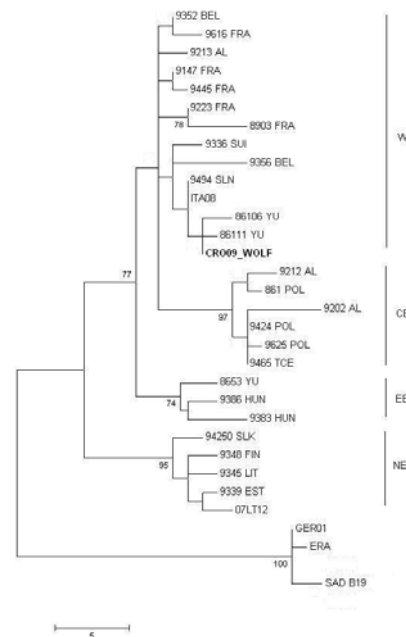 9352 BEL
9616 FRA
9213 AL
9147 FRA
9445 FRA
9223 FRA
78
8903 FRA
9336 SUI
9356 BEL
9494 SLN
ITA08
86106 YU
86111 YU
CRO09_WOLF
W
77
9212 AL
861 POL
97
9202 AL
9424 POL
9625 POL
9465 TCE
CE
8653 YU
74
9386 HUN
9383 HUN
EE
94250 SLK
95
9348 FIN
9345 LIT
9339 EST
07LT12
NE
GER01
ERA
100
SAD B19
5